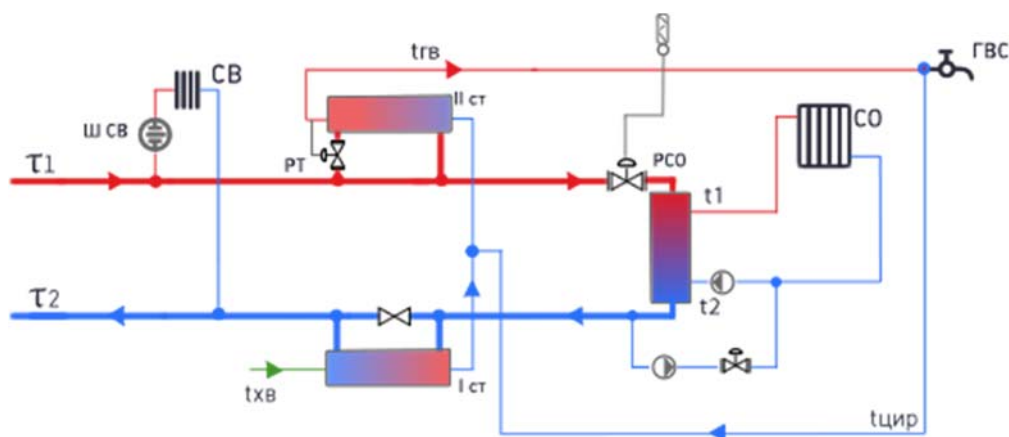 tгв
ГВС
СВ
II ст
СО
Ш СВ
РТ
РСО
τ1
t1
τ2
t2
I ст
tхв
tцир